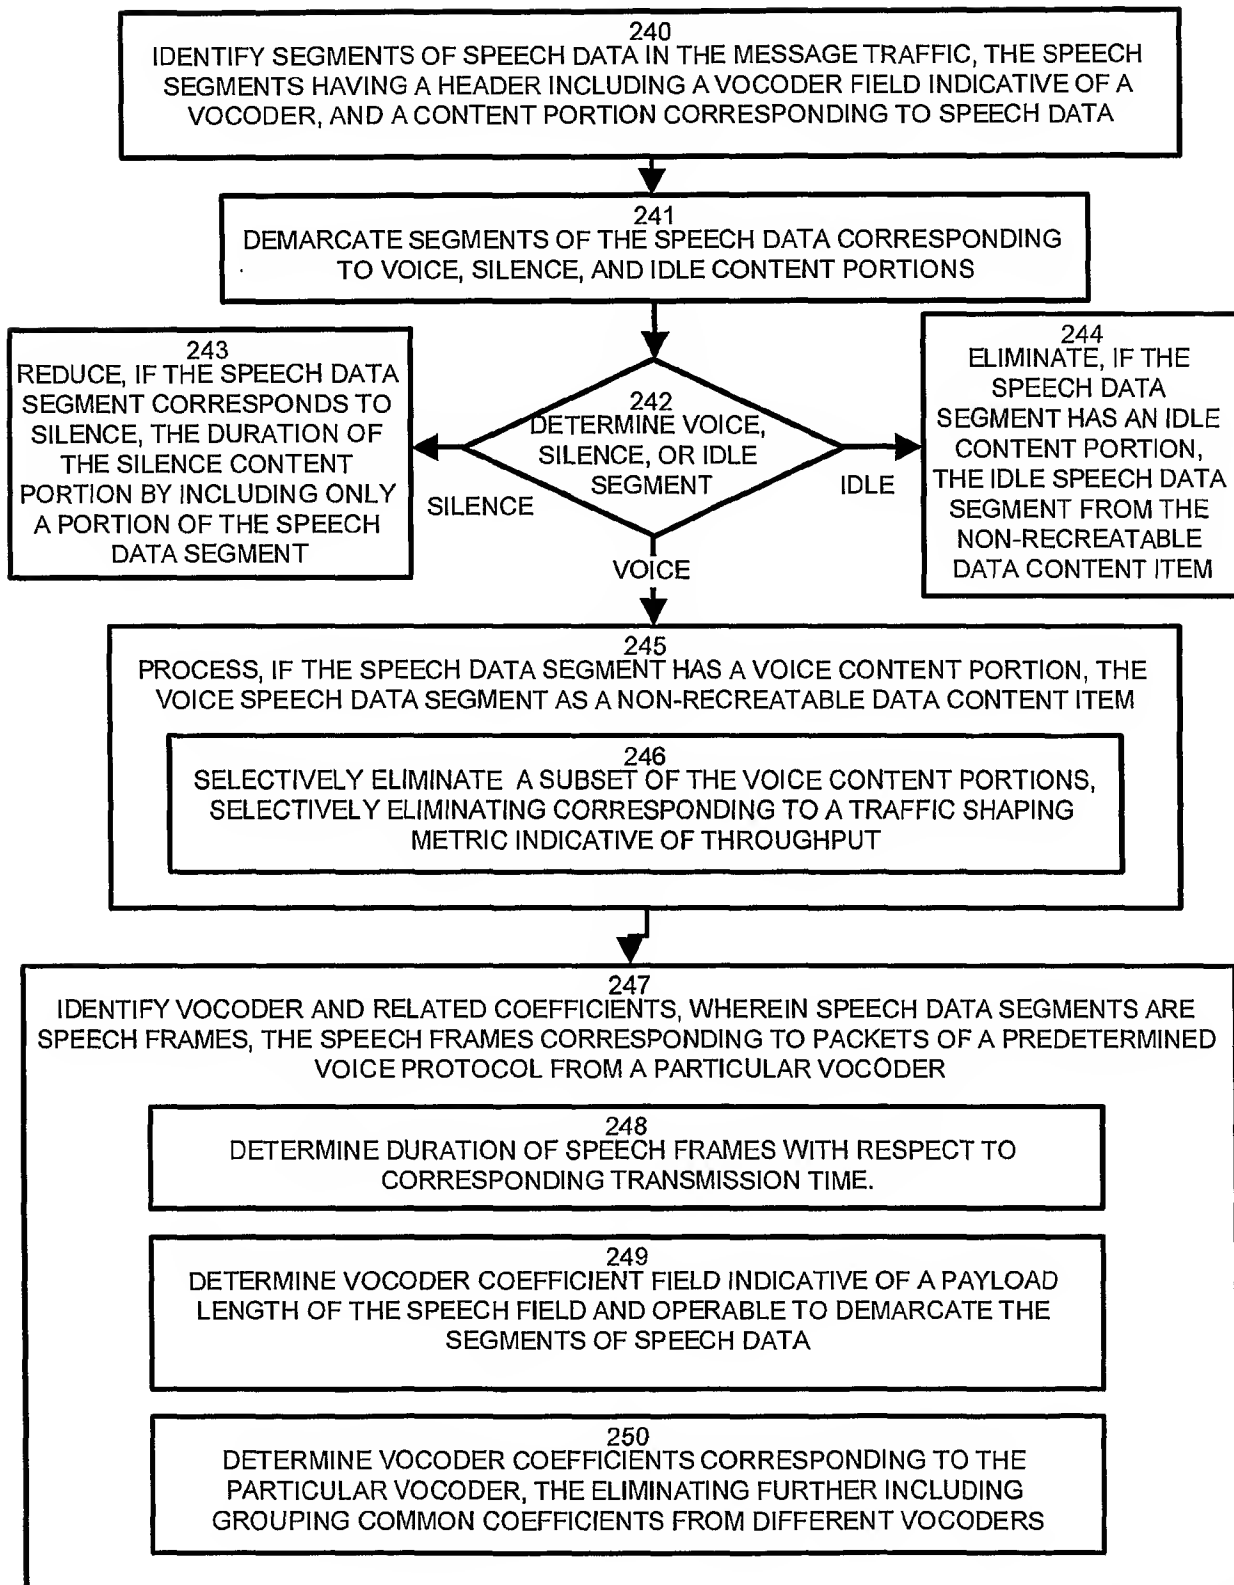 240
IDENTIFY SEGMENTS OF SPEECH DATA IN THE MESSAGE TRAFFIC, THE SPEECH
SEGMENTS HAVING A HEADER INCLUDING A VOCODER FIELD INDICATIVE OF A
VOCODER, AND A CONTENT PORTION CORRESPONDING TO SPEECH DATA
241
DEMARCATE SEGMENTS OF THE SPEECH DATA CORRESPONDING
TO VOICE, SILENCE, AND IDLE CONTENT PORTIONS
242
DETERMINE VOICE,
SILENCE, OR IDLE
SEGMENT
SILENCE
IDLE
VOICE
243
REDUCE, IF THE SPEECH DATA
SEGMENT CORRESPONDS TO
SILENCE, THE DURATION OF
THE SILENCE CONTENT
PORTION BY INCLUDING ONLY
A PORTION OF THE SPEECH
DATA SEGMENT
244
ELIMINATE, IF THE
SPEECH DATA
SEGMENT HAS AN IDLE
CONTENT PORTION,
THE IDLE SPEECH DATA
SEGMENT FROM THE
NON-RECREATABLE
DATA CONTENT ITEM
245
PROCESS, IF THE SPEECH DATA SEGMENT HAS A VOICE CONTENT PORTION, THE
VOICE SPEECH DATA SEGMENT AS A NON-RECREATABLE DATA CONTENT ITEM
246
SELECTIVELY ELIMINATE A SUBSET OF THE VOICE CONTENT PORTIONS,
SELECTIVELY ELIMINATING CORRESPONDING TO A TRAFFIC SHAPING
METRIC INDICATIVE OF THROUGHPUT
247
IDENTIFY VOCODER AND RELATED COEFFICIENTS, WHEREIN SPEECH DATA SEGMENTS ARE
SPEECH FRAMES, THE SPEECH FRAMES CORRESPONDING TO PACKETS OF A PREDETERMINED
VOICE PROTOCOL FROM A PARTICULAR VOCODER
248
DETERMINE DURATION OF SPEECH FRAMES WITH RESPECT TO
CORRESPONDING TRANSMISSION TIME.
249
DETERMINE VOCODER COEFFICIENT FIELD INDICATIVE OF A PAYLOAD
LENGTH OF THE SPEECH FIELD AND OPERABLE TO DEMARCATE THE
SEGMENTS OF SPEECH DATA
250
DETERMINE VOCODER COEFFICIENTS CORRESPONDING TO THE
PARTICULAR VOCODER, THE ELIMINATING FURTHER INCLUDING
GROUPING COMMON COEFFICIENTS FROM DIFFERENT VOCODERS